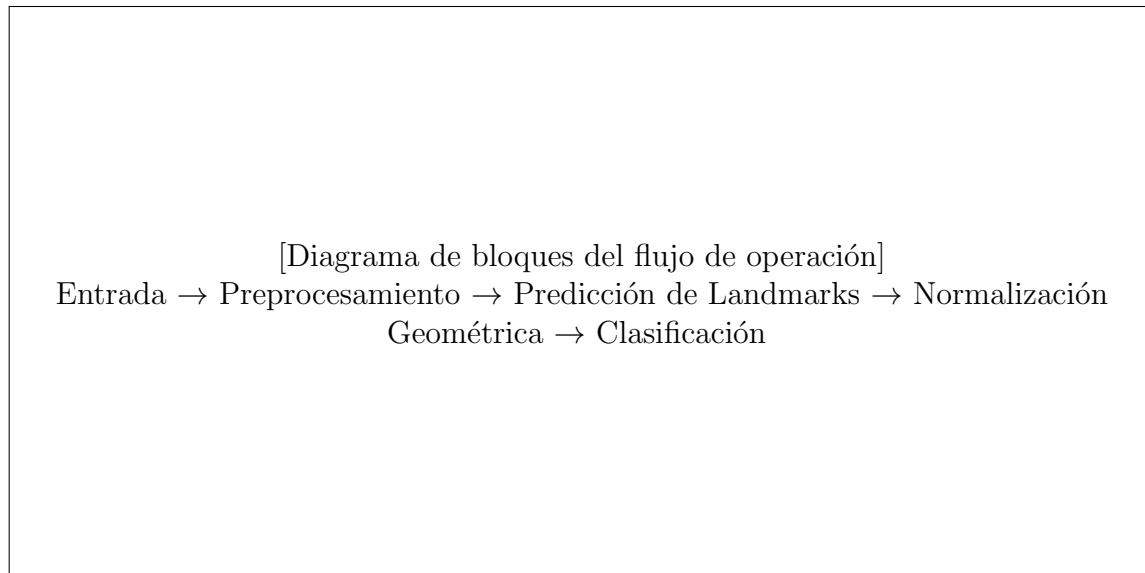 [Diagrama de bloques del flujo de operación]
Entrada → Preprocesamiento → Predicción de Landmarks → Normalización
Geométrica → Clasificación